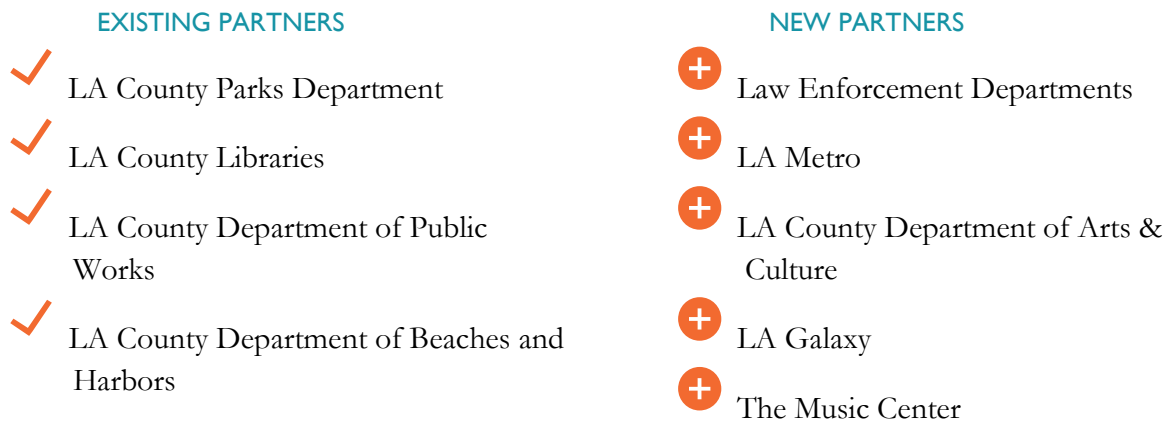 EXISTING PARTNERS
LA County Parks Department
LA County Libraries
LA County Department of Public
Works
LA County Department of Beaches and
Harbors
NEW PARTNERS
Law Enforcement Departments
LA Metro
LA County Department of Arts &
Culture
LA Galaxy
The Music Center